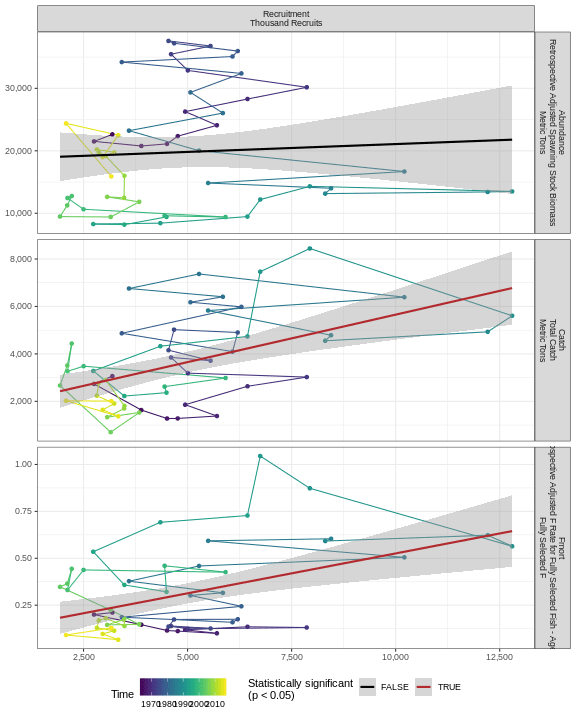 Recruitment
Thousand Recruits
Abundance
Retrospective Adjusted Spawning Stock Biomass
Metric Tons
30,000
20,000
10,000
Catch
Total Catch
Metric Tons
8,000
6,000
4,000
2,000
Fmort
Adjusted F Rate for Fully Selected Fish - 
Fully Selected F
1.00
0.75
0.50
0.25
2,500
5,000
7,500
10,000
12,500
Time
1970 1980 1990 2000 2010
Statistically significant
(p < 0.05)
FALSE
TRUE